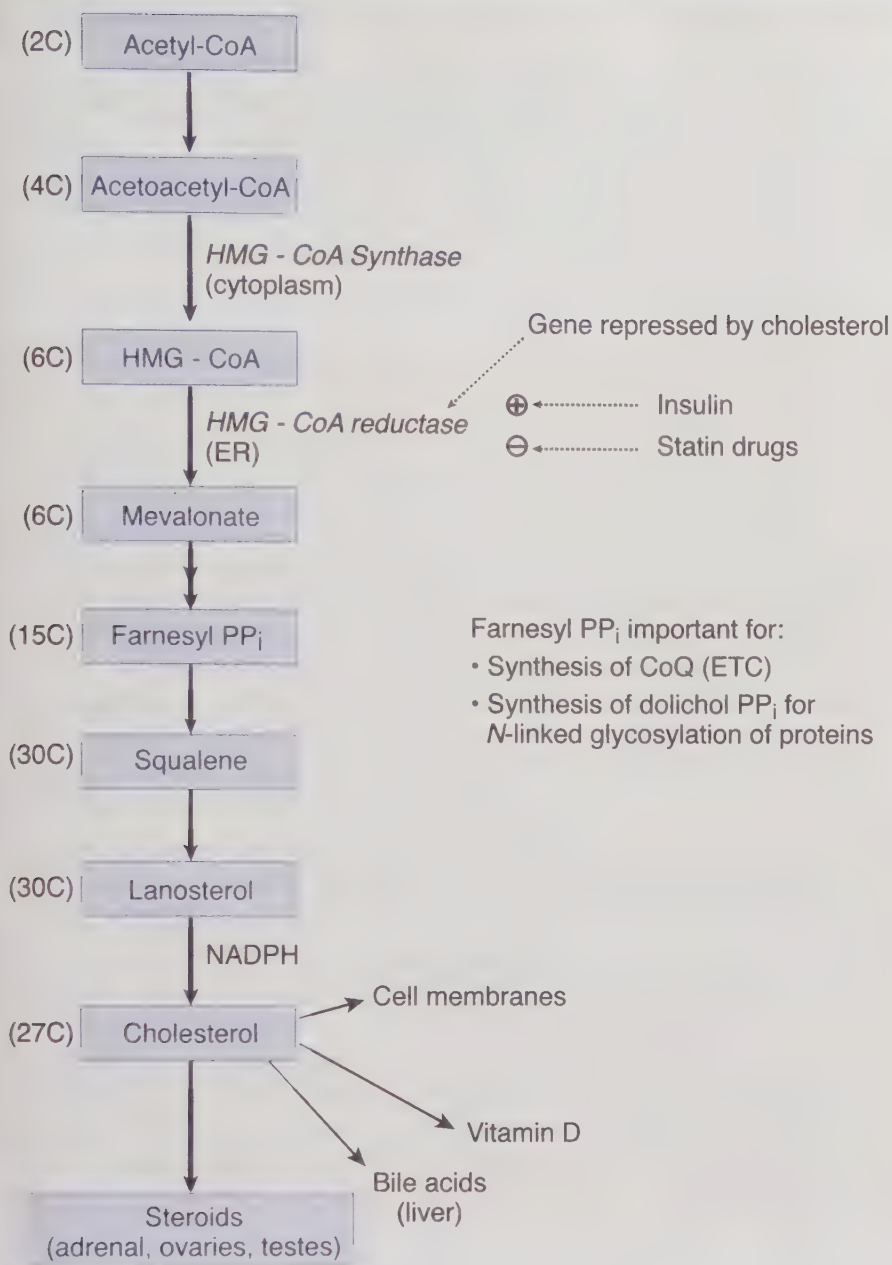 (2C) Acetyl-CoA
(4C) Acetoacetyl-CoA
HMG - CoA Synthase
(cytoplasm)
Gene repressed by cholesterol
(6C) HMG - CoA
⊕ Insulin
HMG - CoA reductase
(ER)
⊖ Statin drugs
(6C) Mevalonate
(15C) Farnesyl PPi
Farnesyl PPi important for:
• Synthesis of CoQ (ETC)
• Synthesis of dolichol PPi for
N-linked glycosylation of proteins
(30C) Squalene
(30C) Lanosterol
NADPH
Cell membranes
(27C) Cholesterol
Vitamin D
Bile acids
(liver)
Steroids
(adrenal, ovaries, testes)